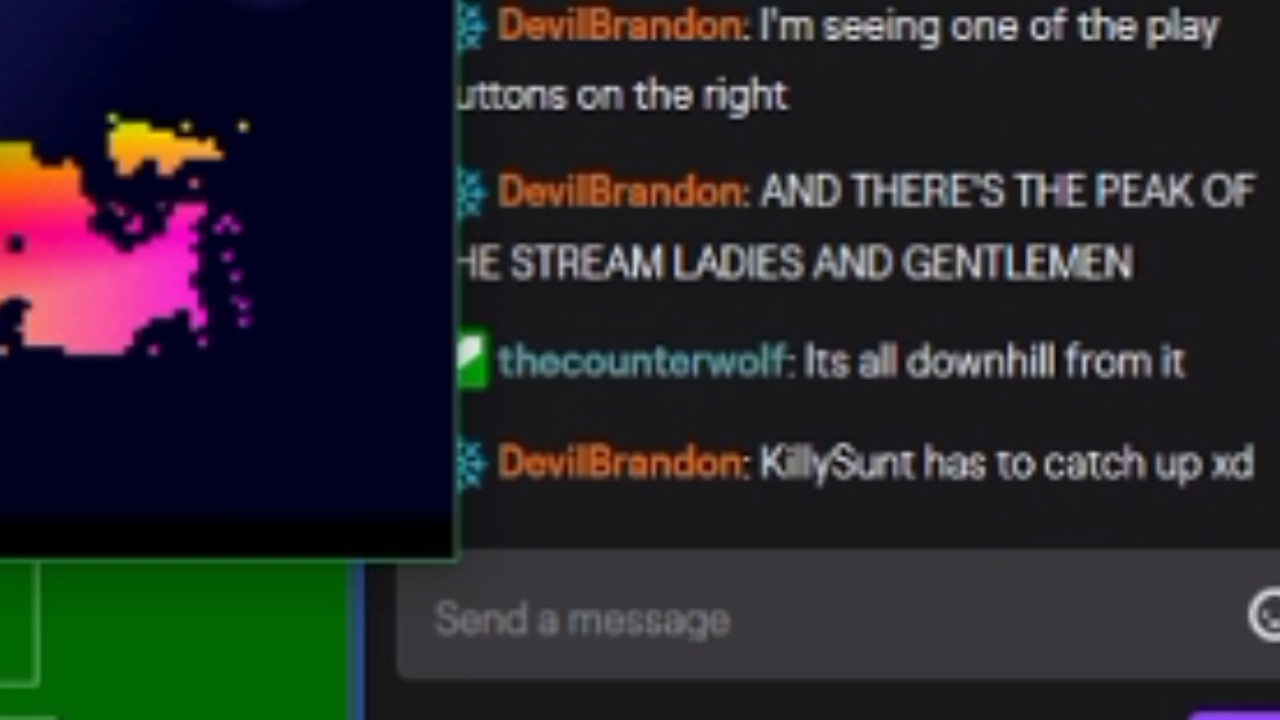 DevilBrandon: I'm seeing one of the play
uttons on the right
DevilBrandon: AND THERE'S THE PEAK OF
HE STREAM LADIES AND GENTLEMEN
thecounterwolf: Its all downhill from it
DevilBrandon: KillySunt has to catch up xd
Send a message